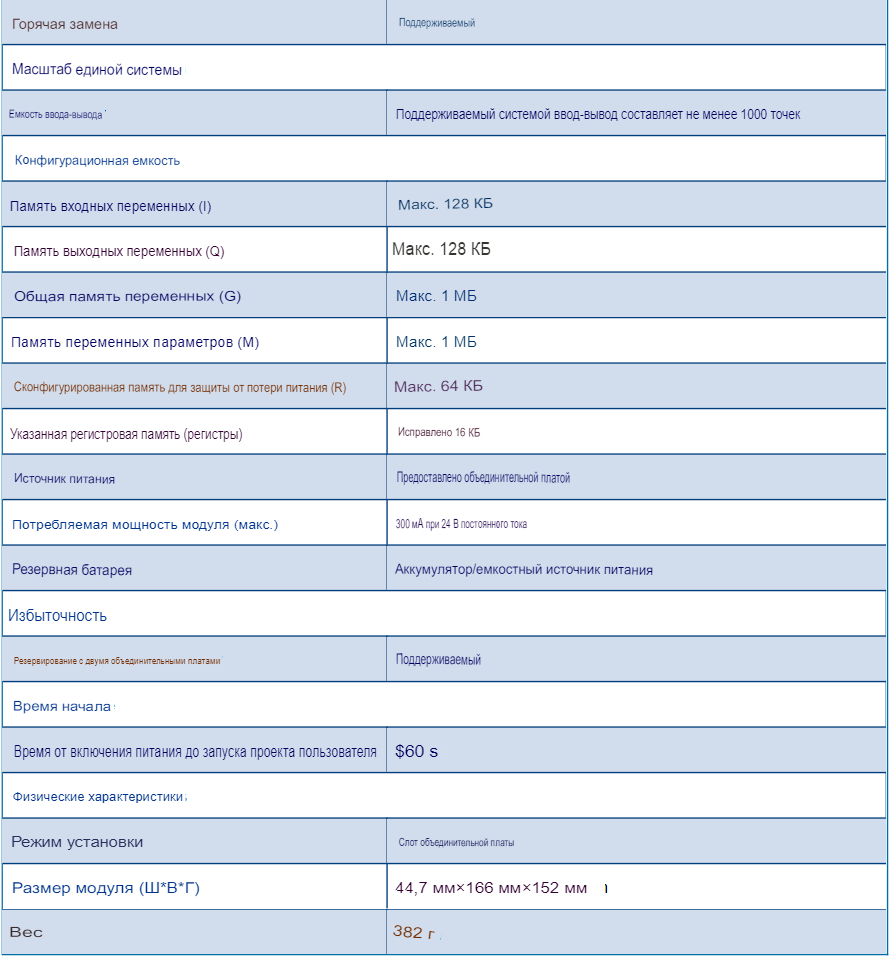 Горячая замена
Поддерживаемый
Масштаб единой системы
Емкость ввода-вывода
Поддерживаемый системой ввод-вывод составляет не менее 1000 точек
Конфигурационная емкость
Память входных переменных (I)
Макс. 128 КБ
Память выходных переменных (Q)
Макс. 128 КБ
Общая память переменных (G)
Макс. 1 МБ
Память переменных параметров (M)
Макс. 1 МБ
Сконфигурированная память для защиты от потери питания (R)
Макс. 64 КБ
Указанная регистровая память (регистры)
Исправлено 16 КБ
Источник питания
Предоставлено объединительной платой
Потребляемая мощность модуля (макс.)
300 мА при 24 В постоянного тока
Резервная батарея
Аккумулятор/емкостный источник питания
Избыточность
Резервирование с двумя объединительными платами
Поддерживаемый
Время начала
Время от включения питания до запуска проекта пользователя
$60 s
Физические характеристики
Режим установки
Слот объединительной платы
Размер модуля (Ш*В*Г)
44,7 мм×166 мм×152 мм
Вес
382 г